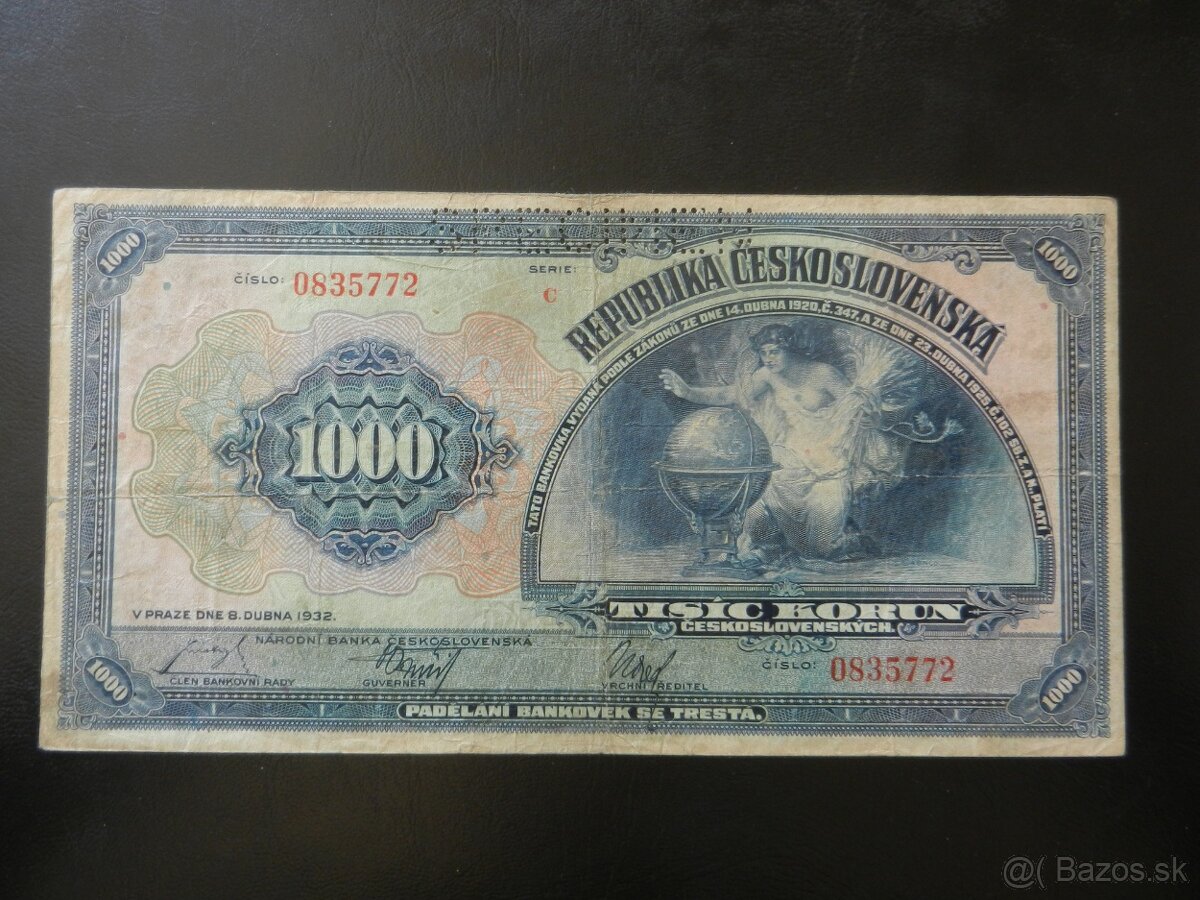 1000
1000
ČÍSLO: 0835772
SERIE: C
REPUBLIKA ČESKOSLOVENSKÁ
TATO BANKOVKA, VYDANÁ PODLE ZÁKONŮ ZE DNE 14. DUBNA 1920, Č. 347, A ZE DNE 23. DUBNA 1925, Č. 102 SB. Z. A N. PLATÍ
1000
TISÍC KORUN
ČESKOSLOVENSKÝCH.
V PRAZE DNE 8. DUBNA 1932.
NÁRODNÍ BANKA ČESKOSLOVENSKÁ
ČLEN BANKOVNÍ RADY
GUVERNER
VRCHNÍ ŘEDITEL
ČÍSLO: 0835772
1000
1000
PADĚLÁNÍ BANKOVEK SE TRESTÁ.
@( Bazos.sk